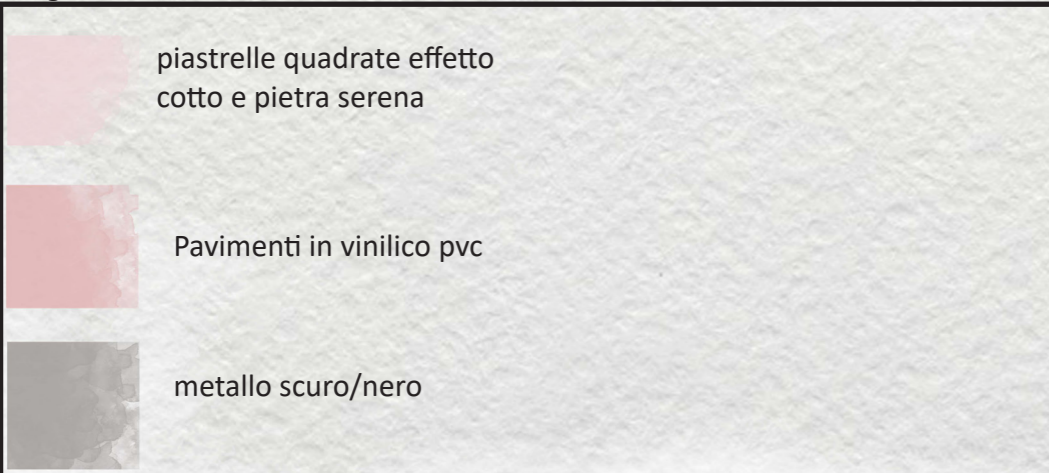 piastrelle quadrate effetto
cotto e pietra serena
Pavimenti in vinilico pvc
metallo scuro/nero